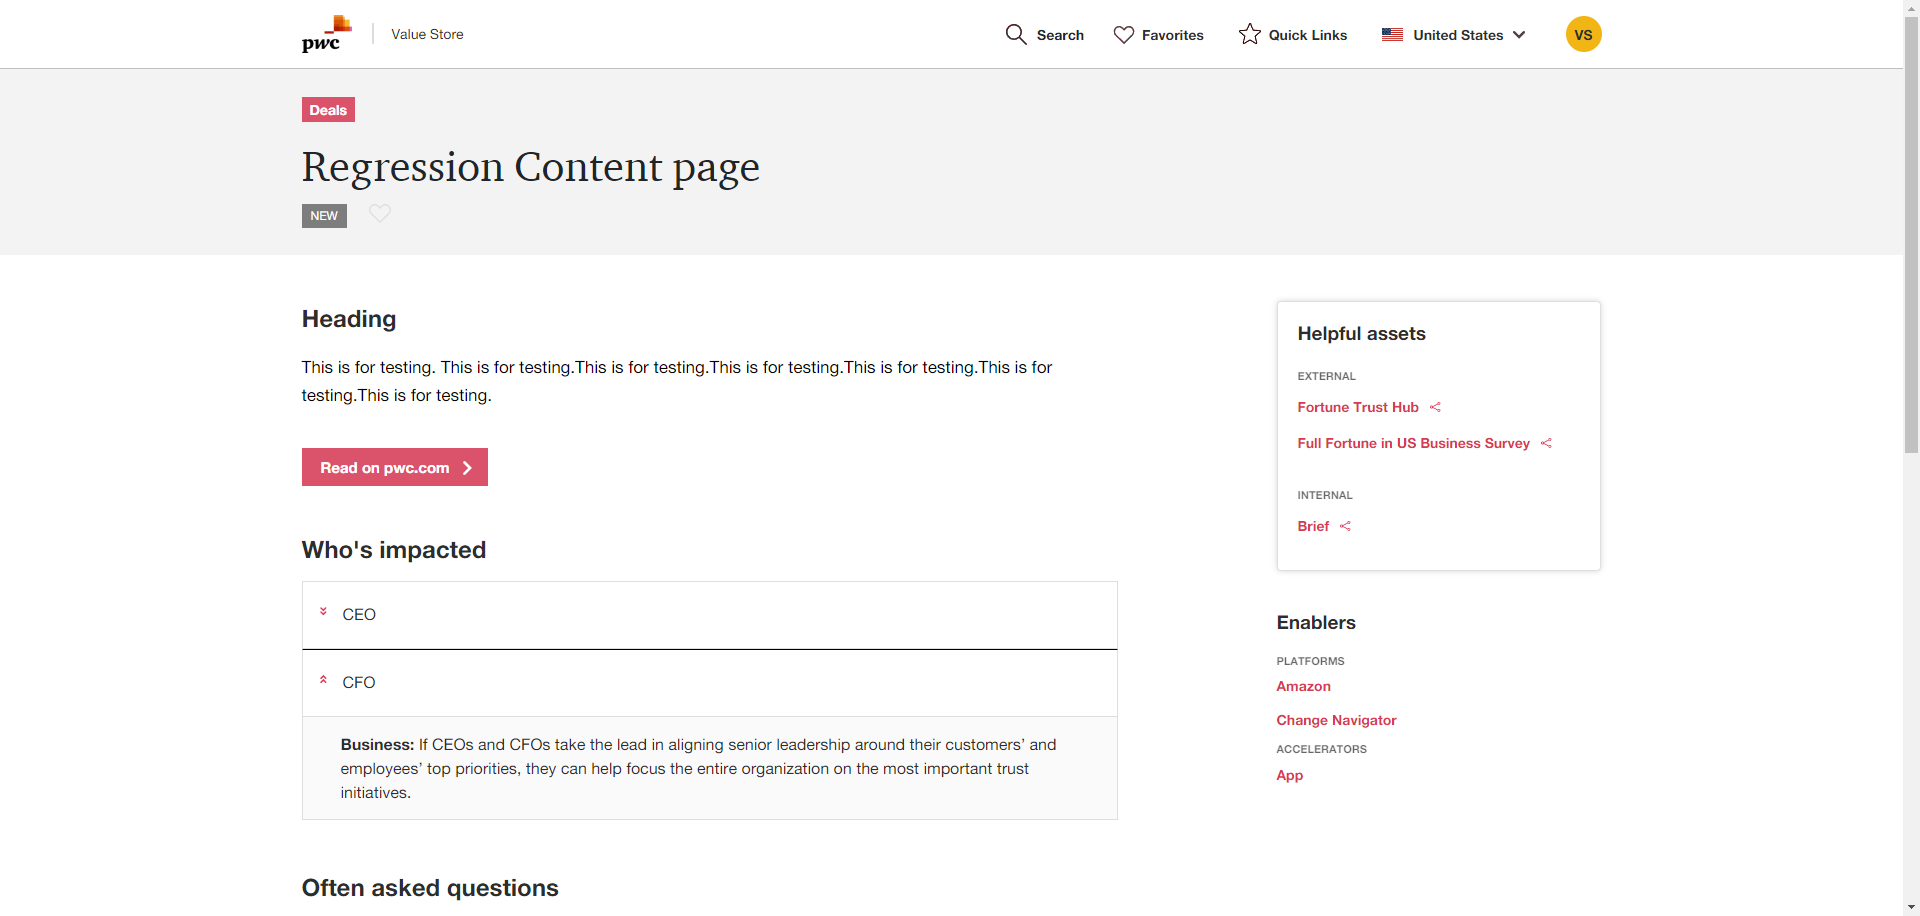 pwc
Value Store
Search
Favorites
Quick Links
United States
VS
Deals
Regression Content page
NEW
Heading
This is for testing. This is for testing.This is for testing.This is for testing.This is for testing.This is for
testing.This is for testing.
Read on pwc.com
Who's impacted
CEO
CFO
Business: If CEOs and CFOs take the lead in aligning senior leadership around their customers’ and
employees’ top priorities, they can help focus the entire organization on the most important trust
initiatives.
Often asked questions
Helpful assets
EXTERNAL
Fortune Trust Hub
Full Fortune in US Business Survey
INTERNAL
Brief
Enablers
PLATFORMS
Amazon
Change Navigator
ACCELERATORS
App